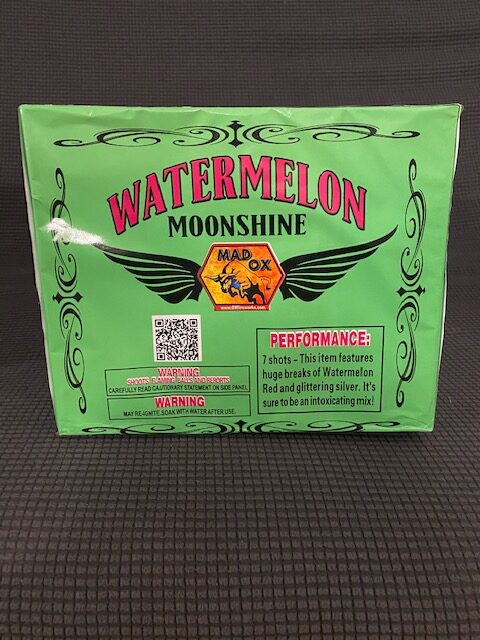 WATERMELON
MOONSHINE
MAD
OX
WARNING
SHOOTS FLAMING BALLS AND REPORTS
CAREFULLY READ CAUTIONARY STATEMENT ON SIDE PANEL
WARNING
MAY RE-IGNITE. SOAK WITH WATER AFTER USE.
PERFORMANCE:
7 shots - This item features
huge breaks of Watermelon
Red and glittering silver. It's
sure to be an intoxicating mix!